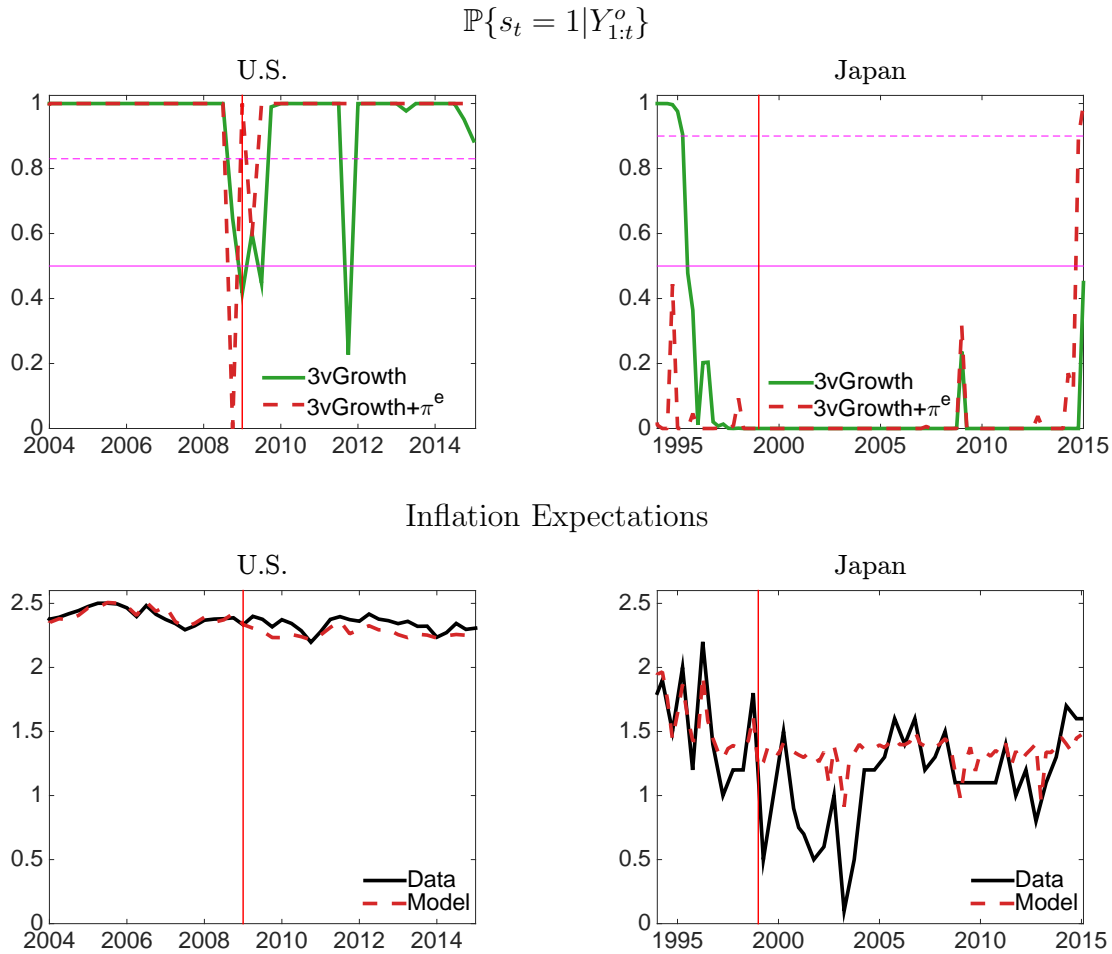 ℙ{s_t = 1|Y^o_{1:t}}
U.S.
1
0.8
0.6
0.4
0.2
0
3vGrowth
3vGrowth+π^e
2004 2006 2008 2010 2012 2014
Japan
1
0.8
0.6
0.4
0.2
0
3vGrowth
3vGrowth+π^e
1995 2000 2005 2010 2015
Inflation Expectations
U.S.
2.5
2
1.5
1
0.5
0
Data
Model
2004 2006 2008 2010 2012 2014
Japan
2.5
2
1.5
1
0.5
0
Data
Model
1995 2000 2005 2010 2015